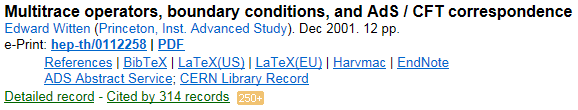 Multitrace operators, boundary conditions, and AdS / CFT correspondence
Edward Witten (Princeton, Inst. Advanced Study). Dec 2001. 12 pp.
e-Print: hep-th/0112258 | PDF
References | BibTeX | LaTeX(US) | LaTeX(EU) | Harvmac | EndNote
ADS Abstract Service; CERN Library Record
Detailed record - Cited by 314 records 250+